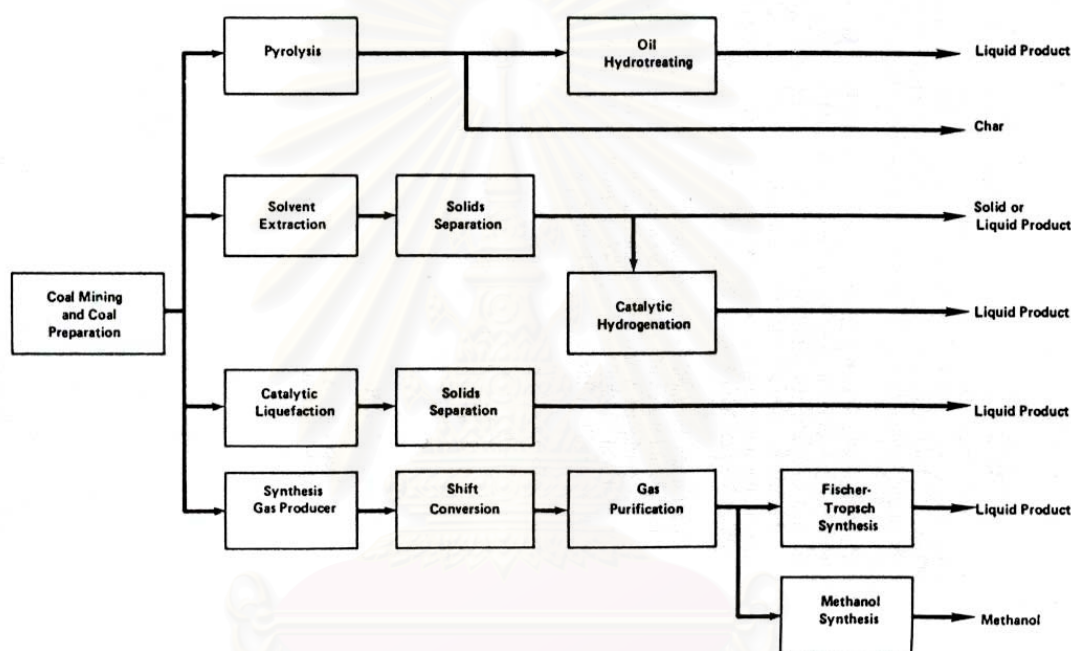 Pyrolysis
Oil
Hydrotreating
Liquid Product
Char
Solvent
Extraction
Solids
Separation
Solid or
Liquid Product
Coal Mining
and Coal
Preparation
Catalytic
Hydrogenation
Liquid Product
Catalytic
Liquefaction
Solids
Separation
Liquid Product
Synthesis
Gas Producer
Shift
Conversion
Gas
Purification
Fischer-
Tropsch
Synthesis
Liquid Product
Methanol
Synthesis
Methanol